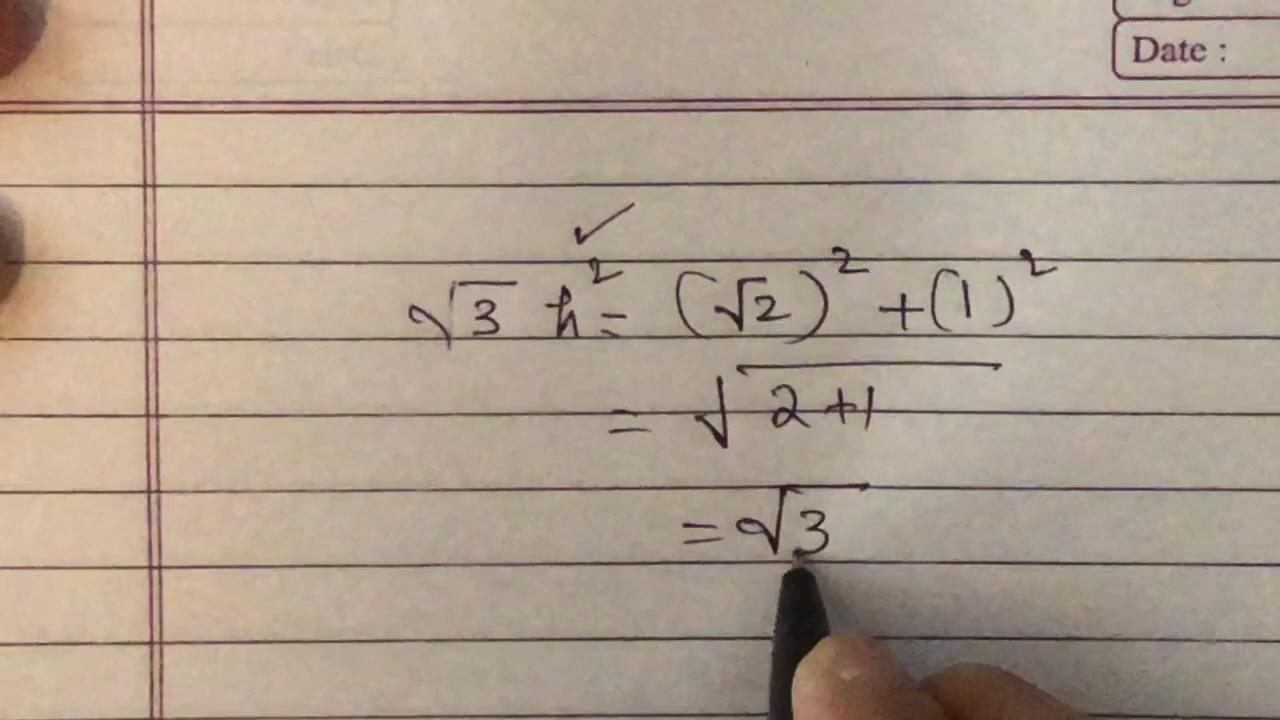 Date :
√3 h² = (√2)² + (1)²
= √2+1
= √3